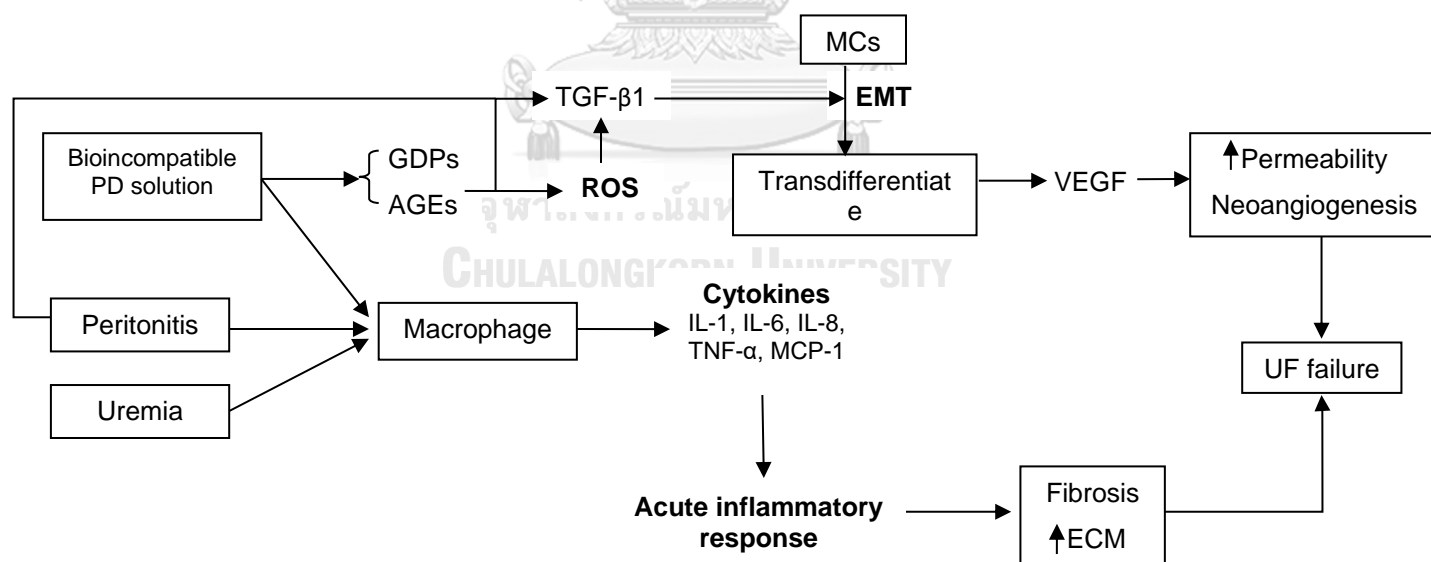 MCs
TGF-β1
EMT
Bioincompatible
PD solution
GDPs
AGEs
ROS
Transdifferentiat
e
VEGF
Permeability
Neoangiogenesis
CHULALONGKORN UNIVERSITY
Peritonitis
Macrophage
Cytokines
IL-1, IL-6, IL-8,
TNF-α, MCP-1
UF failure
Uremia
Acute inflammatory
response
Fibrosis
ECM